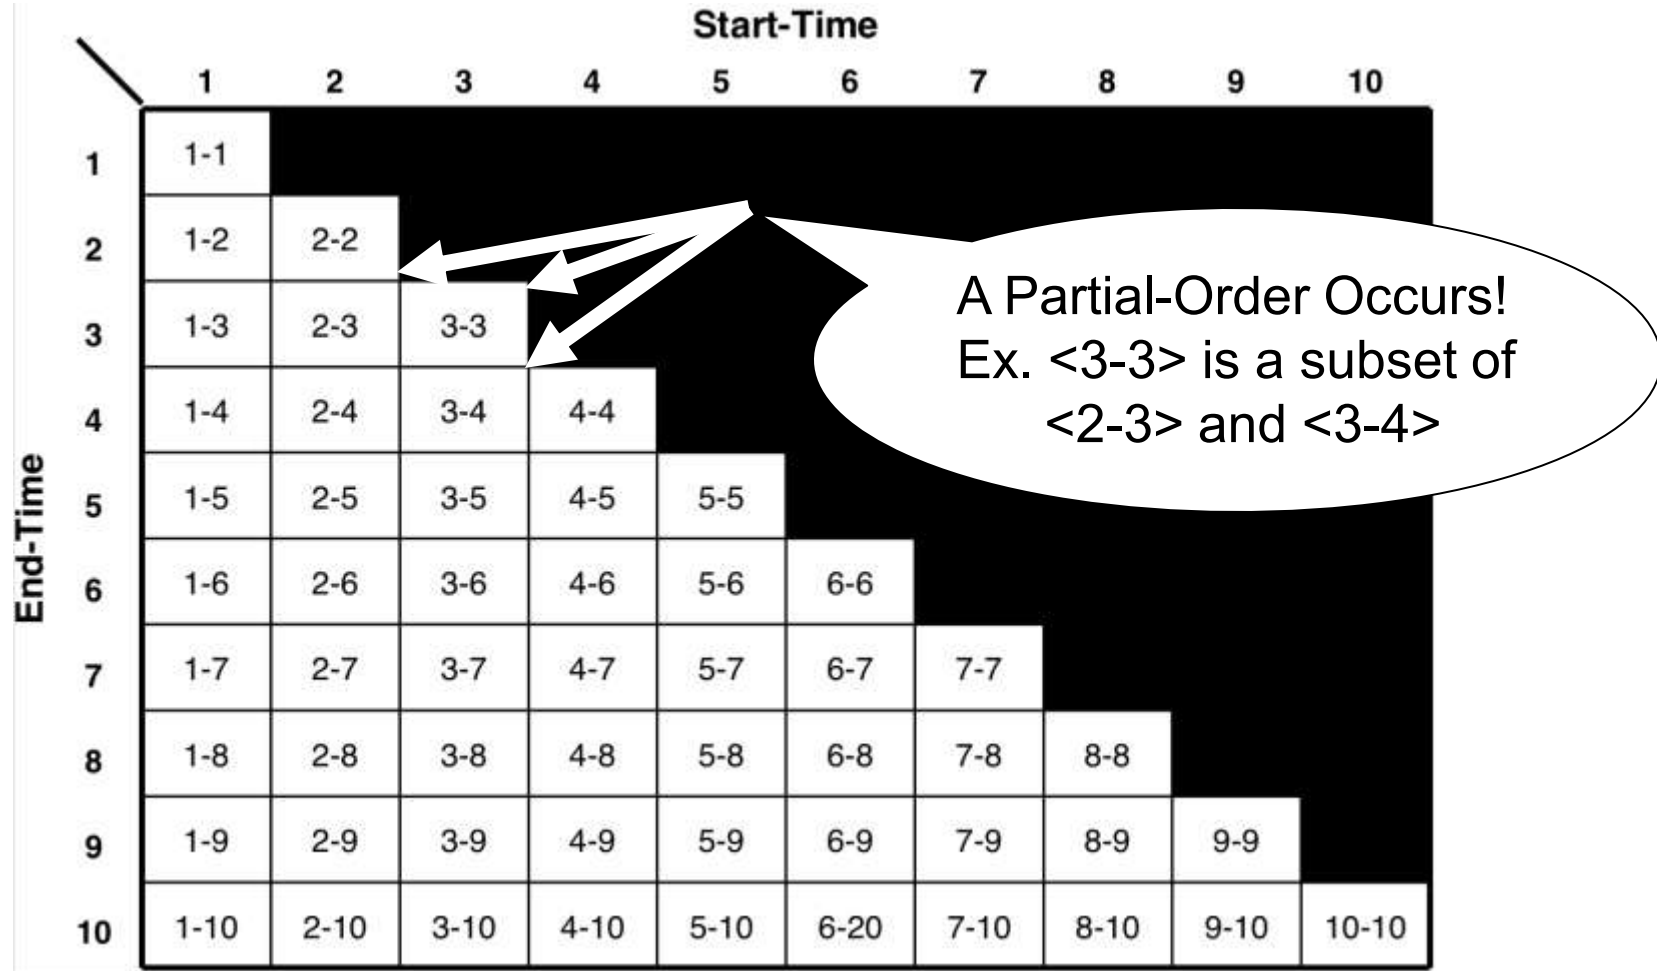 Start-Time
1 2 3 4 5 6 7 8 9 10
1 1-1
2 1-2 2-2
3 1-3 2-3 3-3
4 1-4 2-4 3-4 4-4
5 1-5 2-5 3-5 4-5 5-5
6 1-6 2-6 3-6 4-6 5-6 6-6
7 1-7 2-7 3-7 4-7 5-7 6-7 7-7
8 1-8 2-8 3-8 4-8 5-8 6-8 7-8 8-8
9 1-9 2-9 3-9 4-9 5-9 6-9 7-9 8-9 9-9
10 1-10 2-10 3-10 4-10 5-10 6-20 7-10 8-10 9-10 10-10
End-Time
A Partial-Order Occurs!
Ex. <3-3> is a subset of
<2-3> and <3-4>